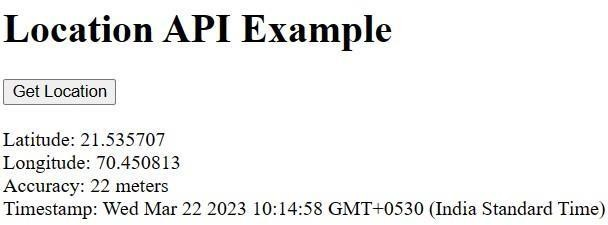 Location API Example
Get Location
Latitude: 21.535707
Longitude: 70.450813
Accuracy: 22 meters
Timestamp: Wed Mar 22 2023 10:14:58 GMT+0530 (India Standard Time)